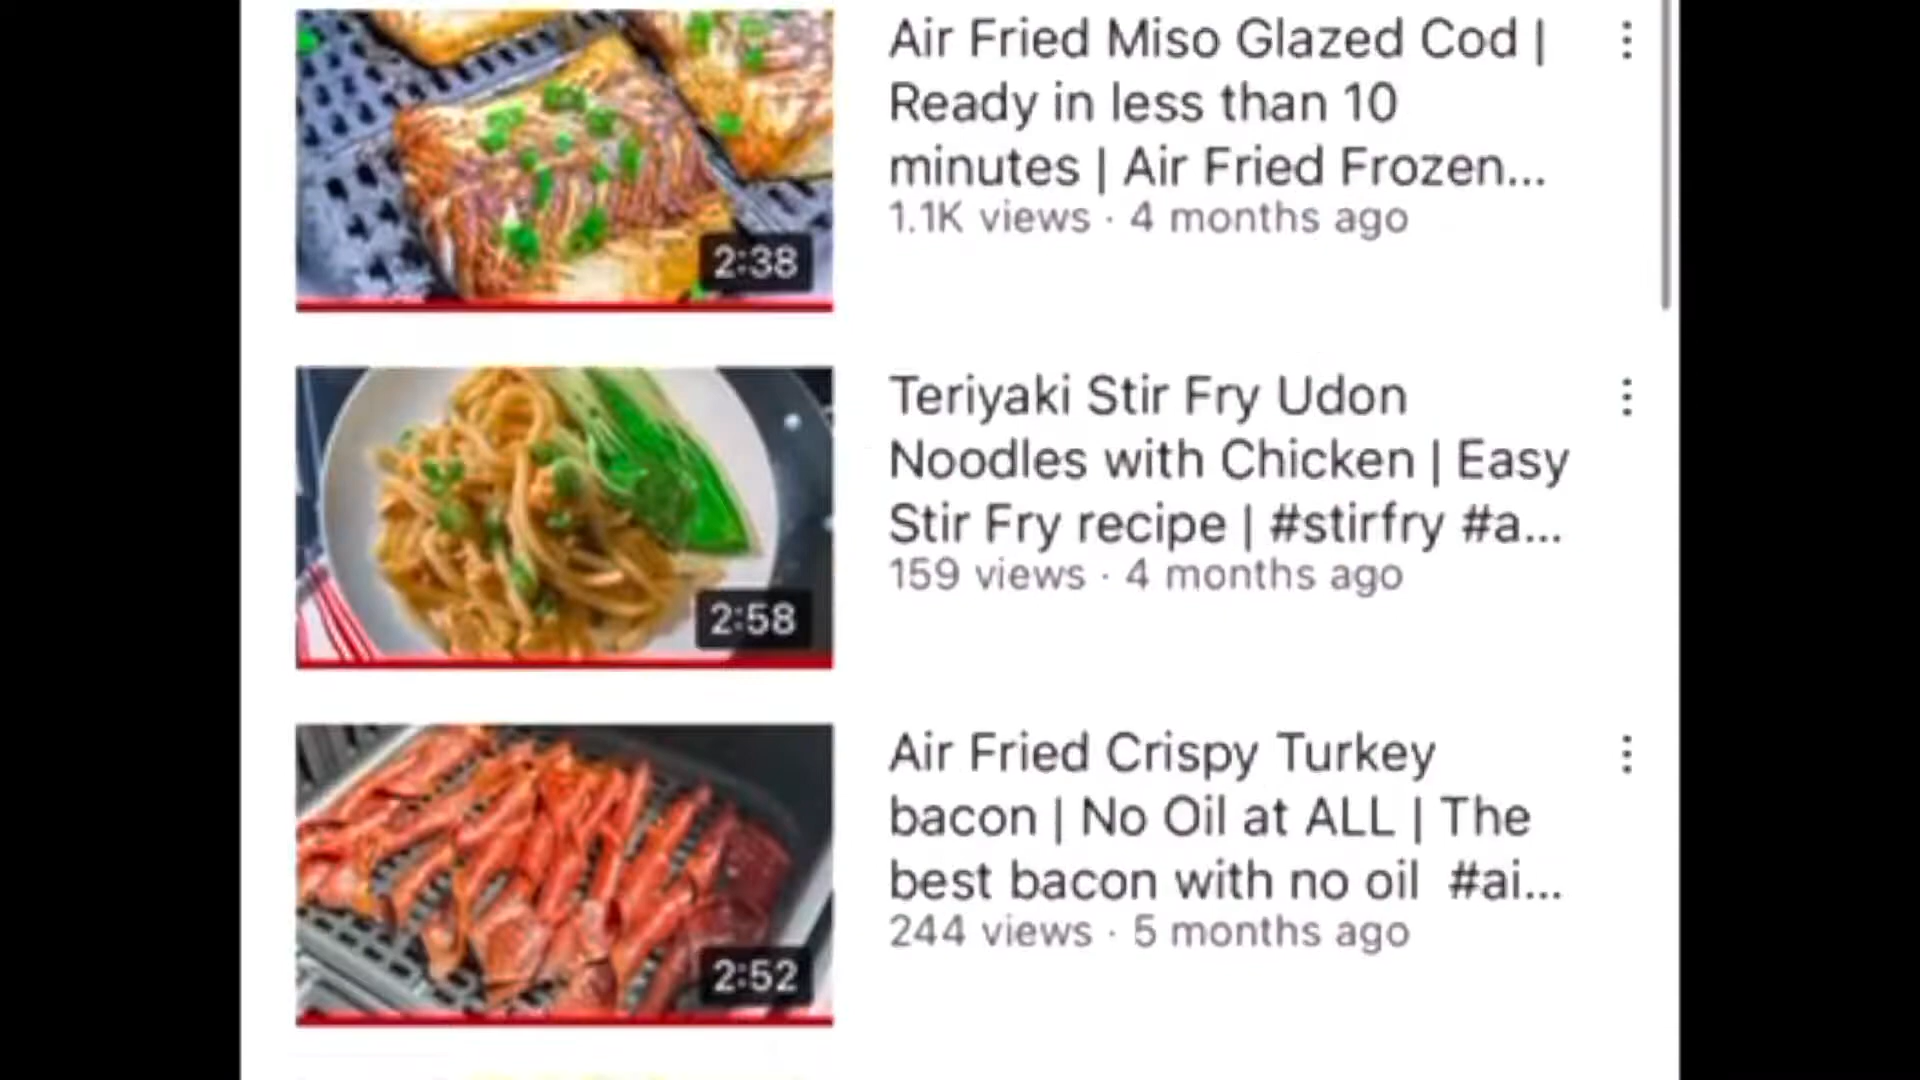 Air Fried Miso Glazed Cod |
Ready in less than 10
minutes | Air Fried Frozen...
1.1K views · 4 months ago
2:38
Teriyaki Stir Fry Udon
Noodles with Chicken | Easy
Stir Fry recipe | #stirfry #a...
159 views · 4 months ago
2:58
Air Fried Crispy Turkey
bacon | No Oil at ALL | The
best bacon with no oil #ai...
244 views · 5 months ago
2:52